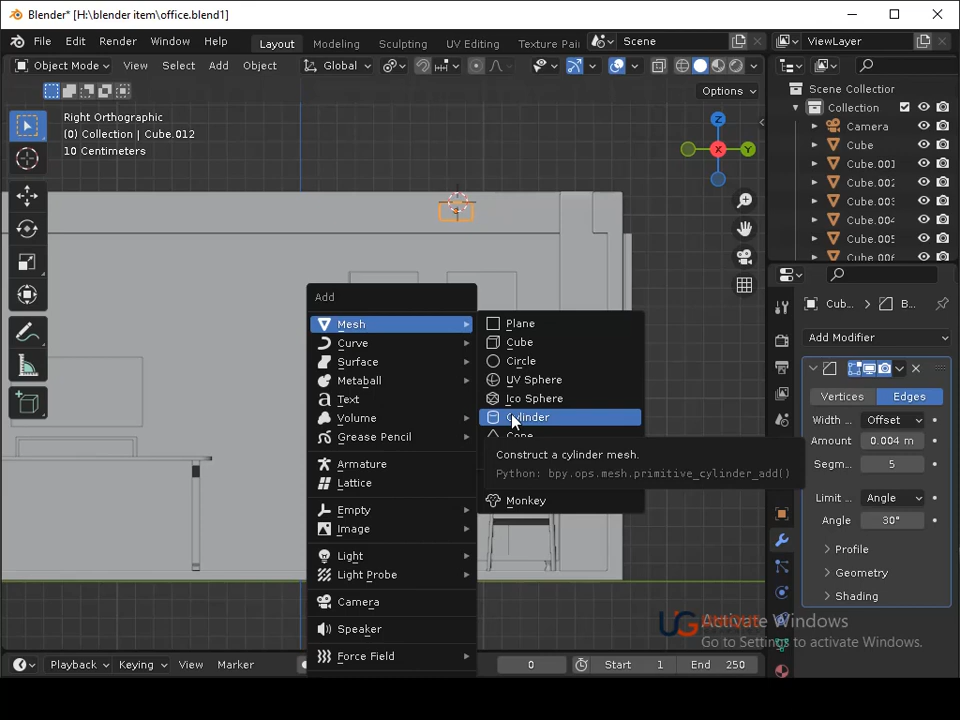 Blender* [H:\blender item\office.blend1]
File Edit Render Window Help Layout Modeling Sculpting UV Editing Texture Pai Scene ViewLayer
Object Mode View Select Add Object Global
Options
Right Orthographic
(0) Collection | Cube.012
10 Centimeters
Z
X
Y
Scene Collection
Collection
Camera
Cube
Cube.001
Cube.002
Cube.003
Cube.004
Cube.005
Cube.006
Add
Mesh
Curve
Surface
Metaball
Text
Volume
Grease Pencil
Armature
Lattice
Empty
Image
Light
Light Probe
Camera
Speaker
Force Field
Plane
Cube
Circle
UV Sphere
Ico Sphere
Cylinder
Cone
Construct a cylinder mesh.
Python: bpy.ops.mesh.primitive_cylinder_add()
Monkey
Cub... B...
Add Modifier
Vertices Edges
Width ... Offset
Amount 0.004 m
Segm... 5
Limit ... Angle
Angle 30°
Profile
Geometry
Shading
UG
Activate Windows
Go to Settings to activate Windows.
Playback Keying View Marker 0 Start 1 End 250